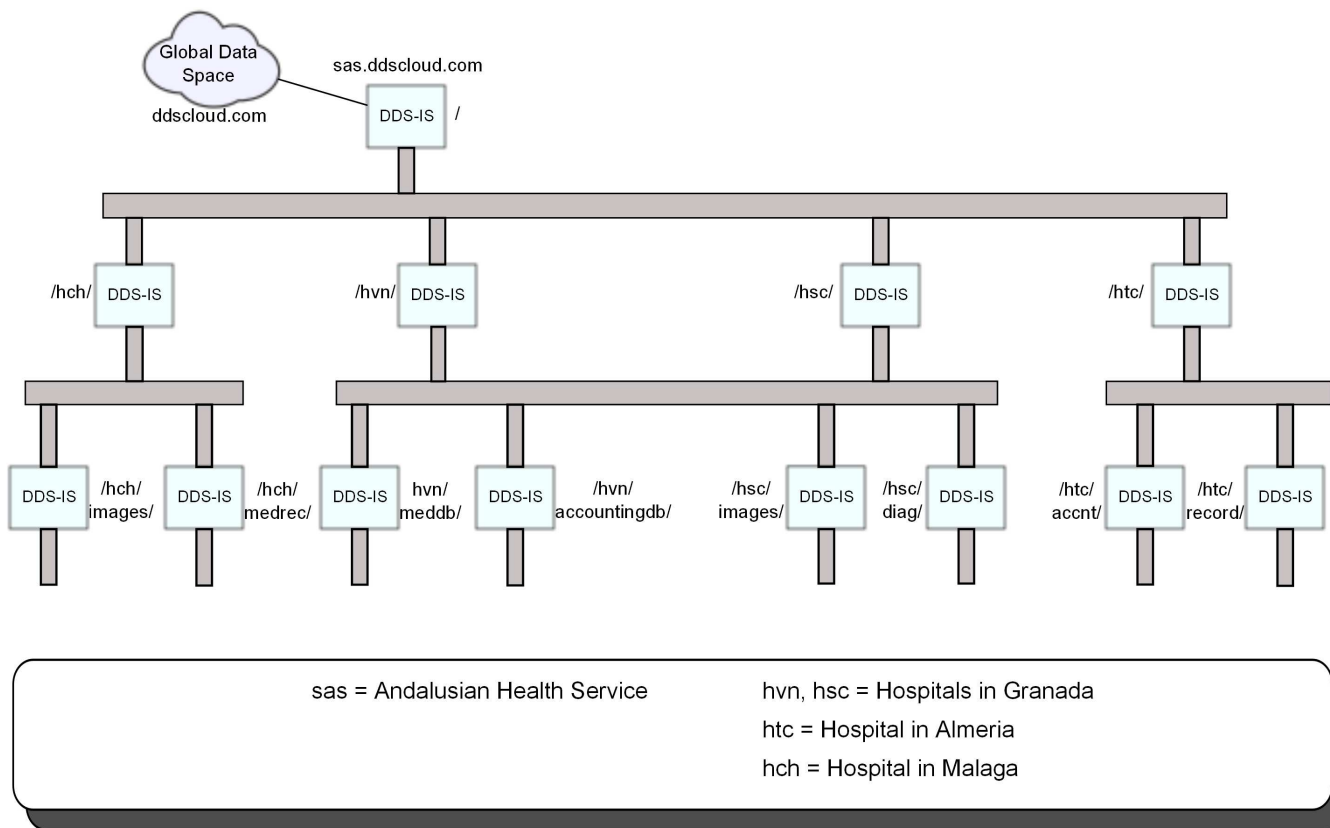 Global Data
Space
ddscloud.com
sas.ddscloud.com
DDS-IS
/
/hch/
DDS-IS
/hvn/
DDS-IS
/hsc/
DDS-IS
/htc/
DDS-IS
DDS-IS
/hch/
images/
DDS-IS
/hch/
medrec/
DDS-IS
hvn/
meddb/
DDS-IS
/hvn/
accountingdb/
/hsc/
images/
DDS-IS
/hsc/
diag/
DDS-IS
/htc/
accnt/
DDS-IS
/htc/
record/
DDS-IS
sas = Andalusian Health Service
hvn, hsc = Hospitals in Granada
htc = Hospital in Almeria
hch = Hospital in Malaga